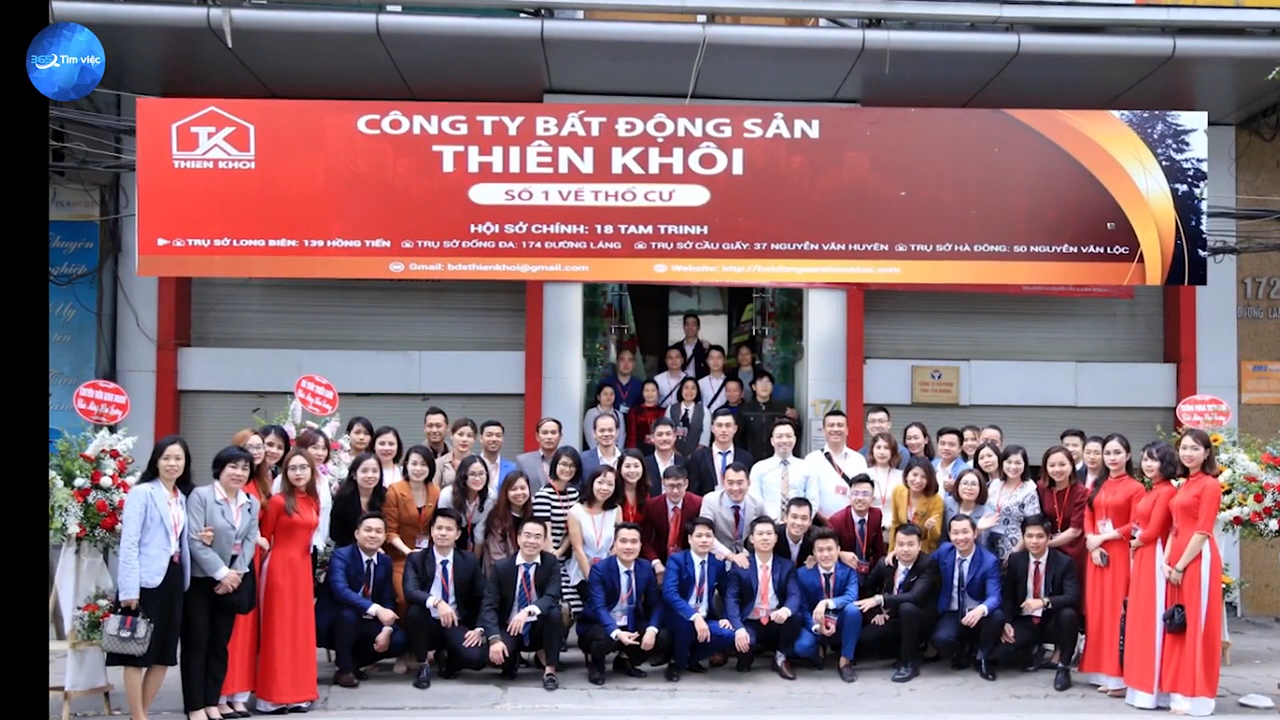 365 Tìm việc
TK
THIEN KHOI
CÔNG TY BẤT ĐỘNG SẢN
THIÊN KHÔI
SỐ 1 VỀ THỔ CƯ
HỘI SỞ CHÍNH: 18 TAM TRINH
TRỤ SỞ LONG BIÊN: 139 HỒNG TIẾN TRỤ SỞ ĐỐNG ĐA: 174 ĐƯỜNG LÁNG TRỤ SỞ CẦU GIẤY: 37 NGUYỄN VĂN HUYÊN TRỤ SỞ HÀ ĐÔNG: 50 NGUYỄN VĂN LỘC
Gmail: bdsthienkhoi@gmail.com Website:
172
174